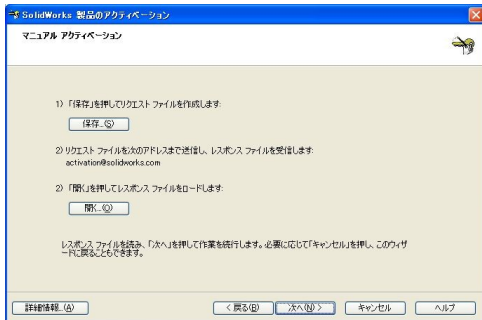 SolidWorks 製品のアクティベーション
マニュアル アクティベーション
1) 「保存」を押してリクエスト ファイルを作成します:
保存...(S)
2) リクエスト ファイルを次のアドレスまで送信し、レスポンス ファイルを受信します:
activation@solidworks.com
2) 「開く」を押してレスポンス ファイルをロードします:
開く...(O)
レスポンス ファイルを読み、「次へ」を押して作業を続行します。必要に応じて「キャンセル」を押し、このウィザ
ードに戻ることもできます。
詳細情報...(A)
< 戻る(B)
次へ(N) >
キャンセル
ヘルプ